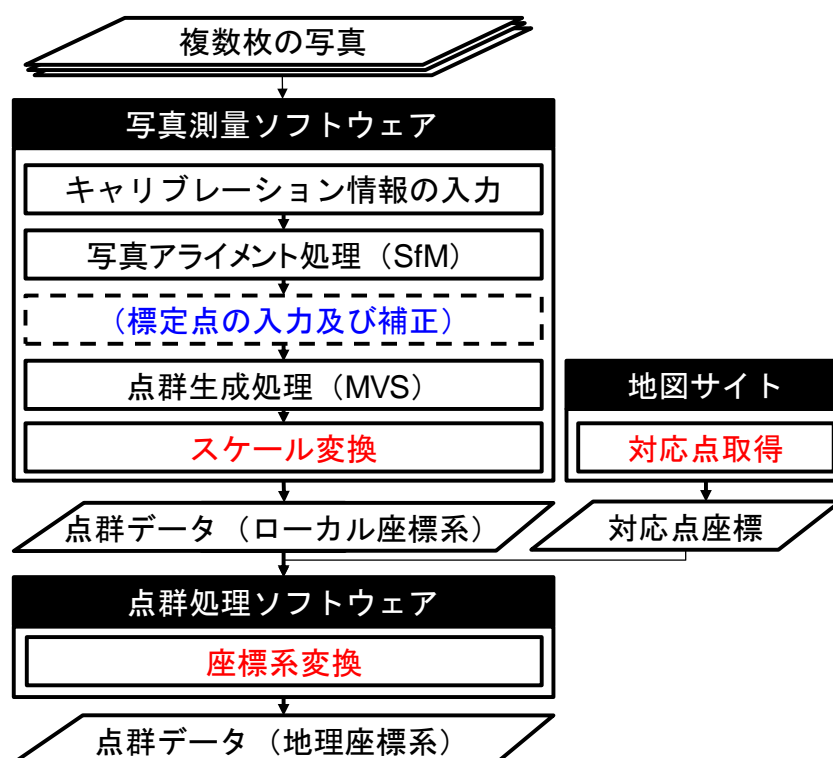 複数枚の写真
写真測量ソフトウェア
キャリブレーション情報の入力
写真アライメント処理（SfM）
（標定点の入力及び補正）
点群生成処理（MVS）
スケール変換
地図サイト
対応点取得
点群データ（ローカル座標系）
対応点座標
点群処理ソフトウェア
座標系変換
点群データ（地理座標系）